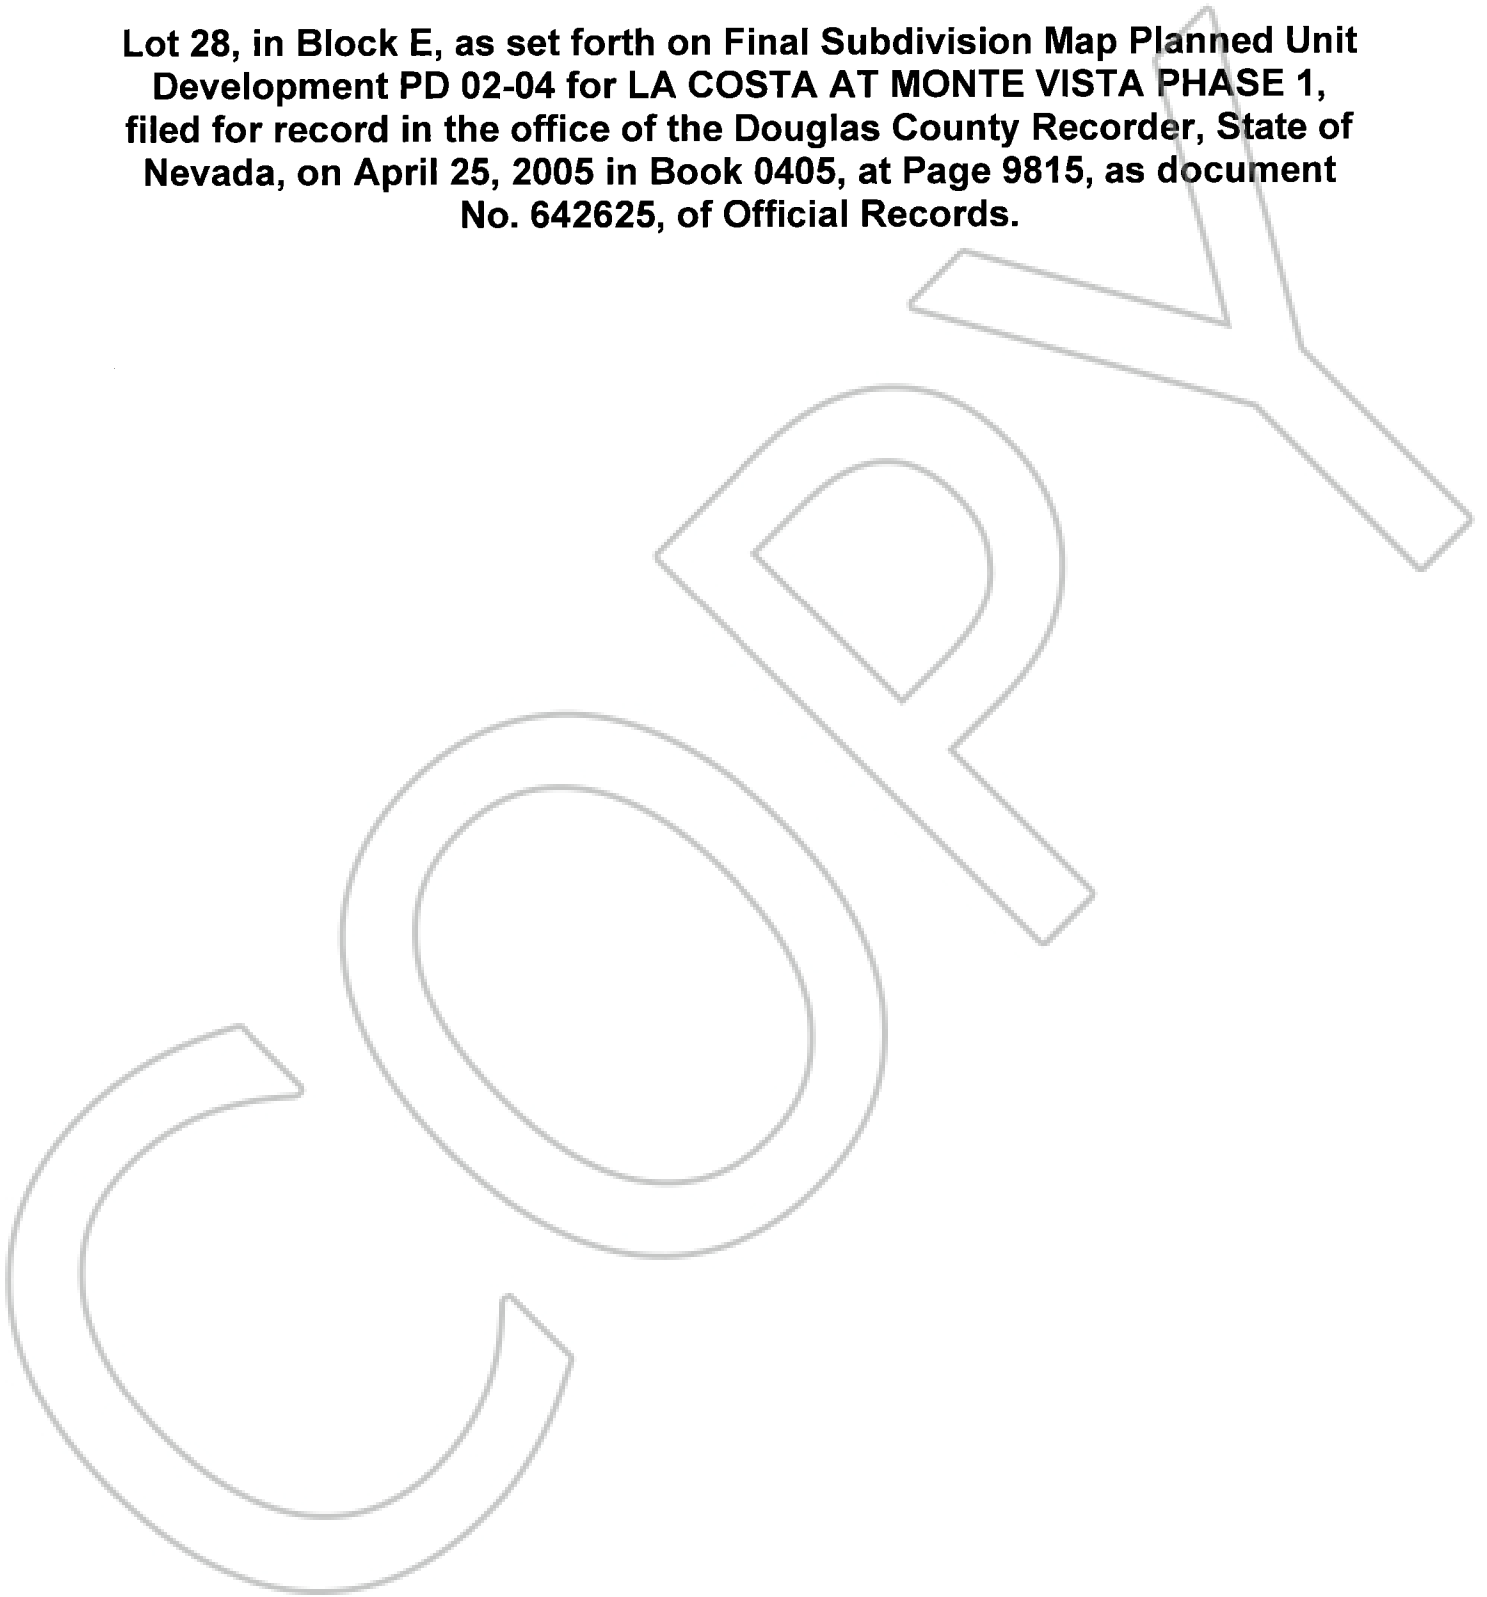 Lot 28, in Block E, as set forth on Final Subdivision Map Planned Unit
Development PD 02-04 for LA COSTA AT MONTE VISTA PHASE 1,
filed for record in the office of the Douglas County Recorder, State of
Nevada, on April 25, 2005 in Book 0405, at Page 9815, as document
No. 642625, of Official Records.
COPY